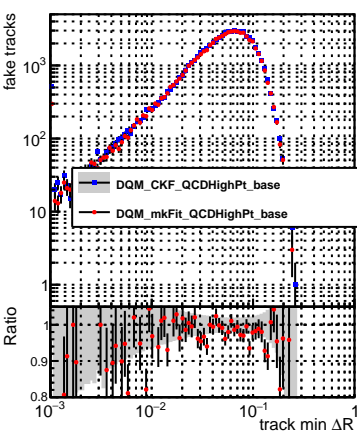 fake tracks
10³
10²
10
1
DQM_CKF_QCDHighPt_base
DQM_mkFit_QCDHighPt_base
Ratio
1
0.9
0.8
10⁻³ 10⁻² 10⁻¹ 1
track min ΔR